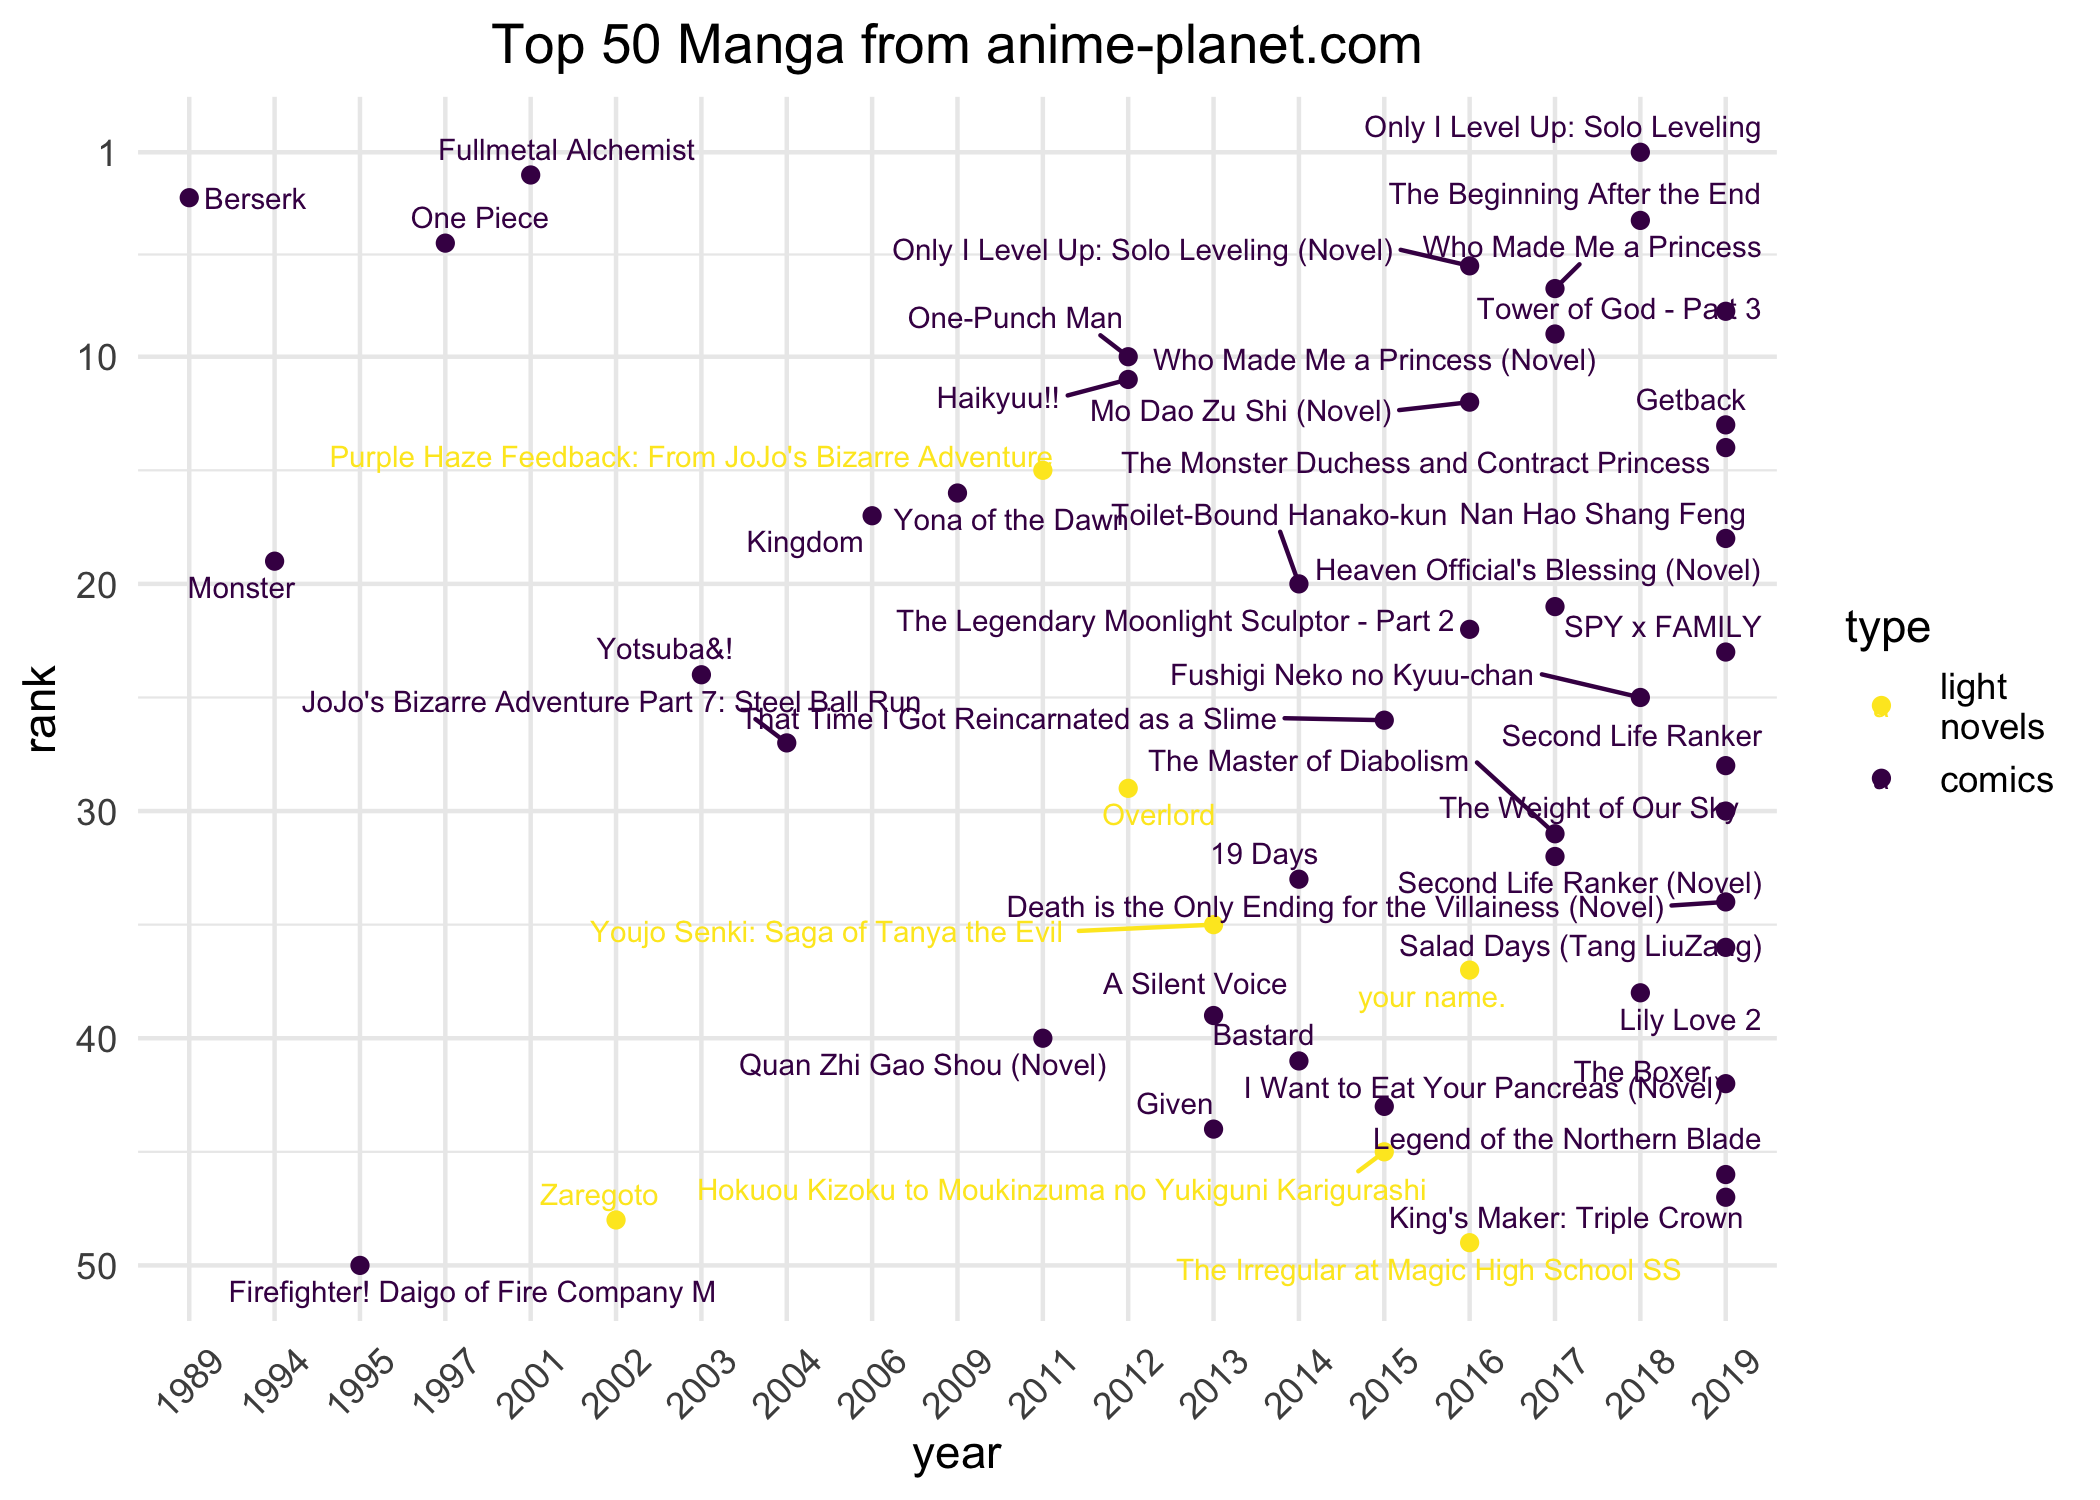 Top 50 Manga from anime-planet.com
Only I Level Up: Solo Leveling
Fullmetal Alchemist
1
Berserk
The Beginning After the End
One Piece
Only I Level Up: Solo Leveling (Novel)
Who Made Me a Princess
Tower of God - Part 3
One-Punch Man
10
Who Made Me a Princess (Novel)
Haikyuu!!
Getback
Mo Dao Zu Shi (Novel)
Purple Haze Feedback: From JoJo's Bizarre Adventure
The Monster Duchess and Contract Princess
Yona of the Dawn
Toilet-Bound Hanako-kun
Nan Hao Shang Feng
Kingdom
Heaven Official's Blessing (Novel)
20
Monster
The Legendary Moonlight Sculptor - Part 2
SPY x FAMILY
Yotsuba&!
Fushigi Neko no Kyuu-chan
JoJo's Bizarre Adventure Part 7: Steel Ball Run
That Time I Got Reincarnated as a Slime
Second Life Ranker
The Master of Diabolism
The Weight of Our Sky
30
Overlord
19 Days
Second Life Ranker (Novel)
Death is the Only Ending for the Villainess (Novel)
Youjo Senki: Saga of Tanya the Evil
Salad Days (Tang LiuZang)
A Silent Voice
your name.
Lily Love 2
Bastard
40
Quan Zhi Gao Shou (Novel)
The Boxer
I Want to Eat Your Pancreas (Novel)
Given
Legend of the Northern Blade
Hokuou Kizoku to Moukinzuma no Yukiguni Karigurashi
Zaregoto
King's Maker: Triple Crown
50
The Irregular at Magic High School SS
Firefighter! Daigo of Fire Company M
rank
1989
1994
1995
1997
2001
2002
2003
2004
2006
2009
2011
2012
2013
2014
2015
2016
2017
2018
2019
year
type
light
novels
comics